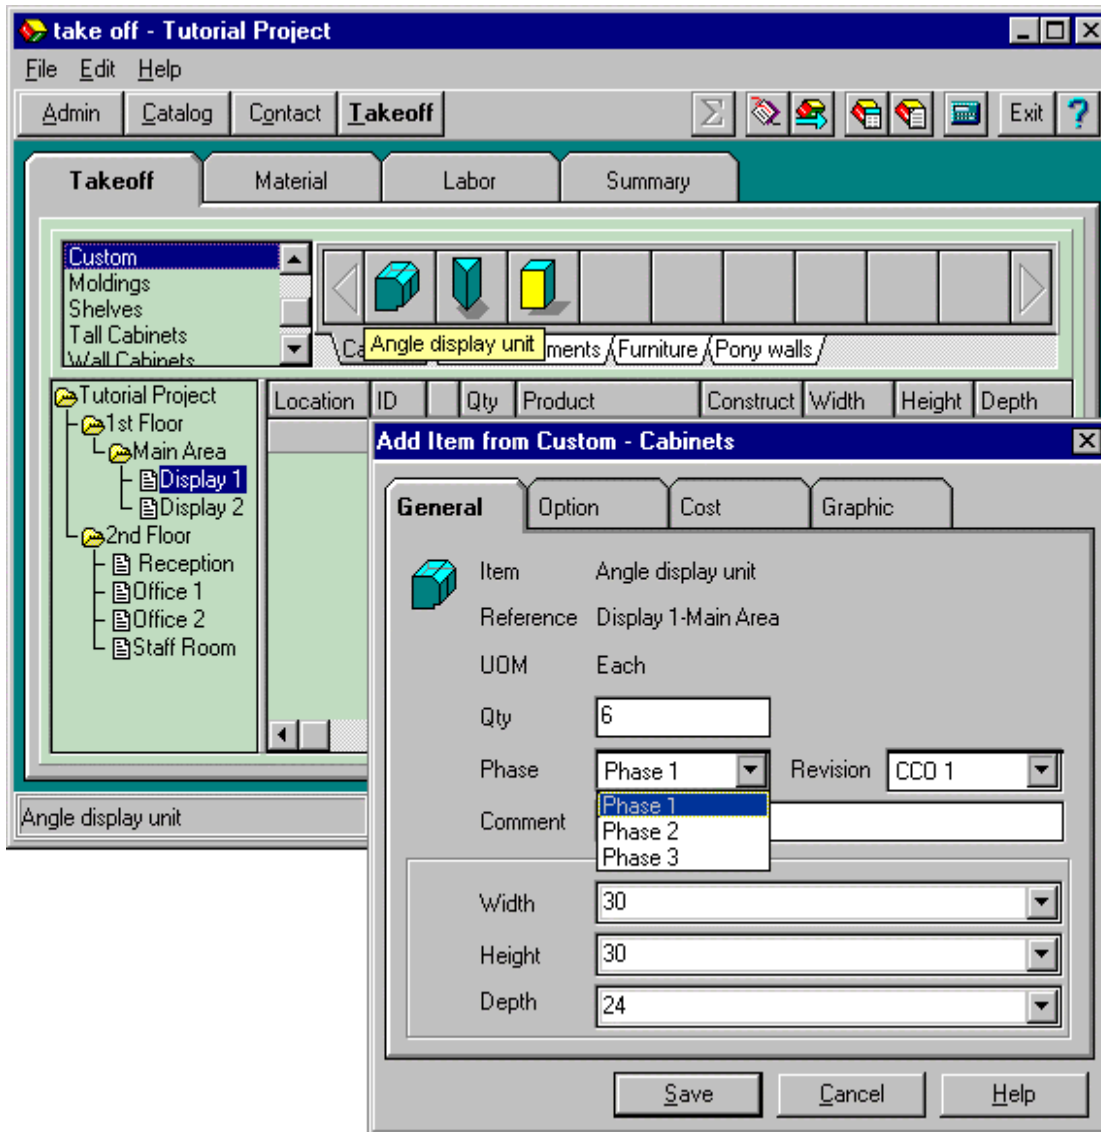 take off - Tutorial Project
File Edit Help
Admin Catalog Contact Takeoff Σ Exit ?
Takeoff Material Labor Summary
Custom
Moldings
Shelves
Tall Cabinets
Wall Cabinets
Angle display unit
Ca ments Furniture Pony walls
Tutorial Project
1st Floor
Main Area
Display 1
Display 2
2nd Floor
Reception
Office 1
Office 2
Staff Room
Location ID Qty Product Construct Width Height Depth
Angle display unit
Add Item from Custom - Cabinets
General Option Cost Graphic
Item Angle display unit
Reference Display 1-Main Area
UOM Each
Qty 6
Phase Phase 1 Revision CCO 1
Phase 1
Phase 2
Phase 3
Comment
Width 30
Height 30
Depth 24
Save Cancel Help